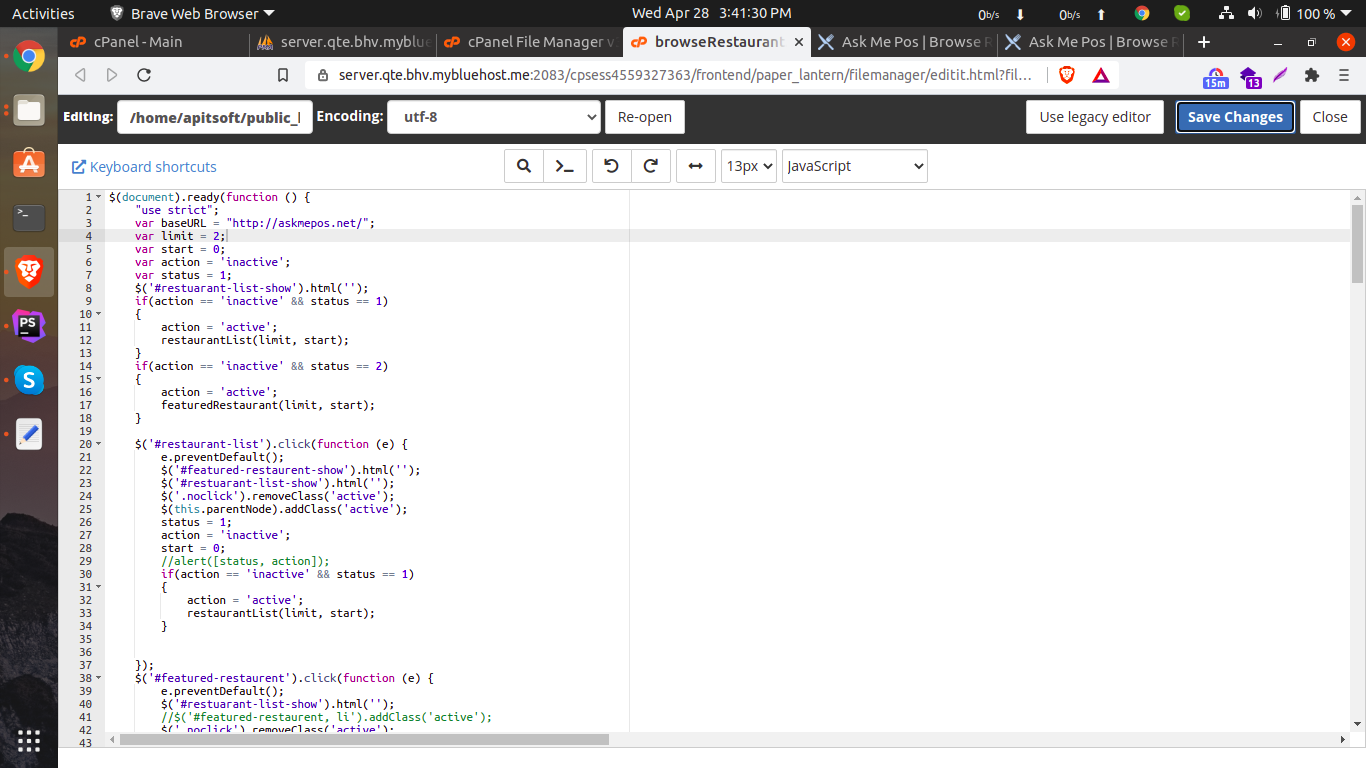 Activities Brave Web Browser Wed Apr 28 3:41:30 PM 0b/s 0b/s 100 %
cPanel - Main server.qte.bhv.myblue cPanel File Manager v browseRestauran Ask Me Pos | Browse R Ask Me Pos | Browse R
server.qte.bhv.mybluehost.me:2083/cpsess4559327363/frontend/paper_lantern/filemanager/editit.html?fil... 15m 13
Editing: /home/apitsoft/public_ Encoding: utf-8 Re-open Use legacy editor Save Changes Close
Keyboard shortcuts 13px JavaScript
1 $(document).ready(function () {
2 "use strict";
3 var baseURL = "http://askmepos.net/";
4 var limit = 2;
5 var start = 0;
6 var action = 'inactive';
7 var status = 1;
8 $('#restuarant-list-show').html('');
9 if(action == 'inactive' && status == 1)
10 {
11 action = 'active';
12 restaurantList(limit, start);
13 }
14 if(action == 'inactive' && status == 2)
15 {
16 action = 'active';
17 featuredRestaurant(limit, start);
18 }
19
20 $('#restaurant-list').click(function (e) {
21 e.preventDefault();
22 $('#featured-restaurent-show').html('');
23 $('#restuarant-list-show').html('');
24 $('.noclick').removeClass('active');
25 $(this.parentNode).addClass('active');
26 status = 1;
27 action = 'inactive';
28 start = 0;
29 //alert([status, action]);
30 if(action == 'inactive' && status == 1)
31 {
32 action = 'active';
33 restaurantList(limit, start);
34 }
35
36
37 });
38 $('#featured-restaurent').click(function (e) {
39 e.preventDefault();
40 $('#restuarant-list-show').html('');
41 //$('#featured-restaurent, li').addClass('active');
42 $('.noclick').removeClass('active');
43